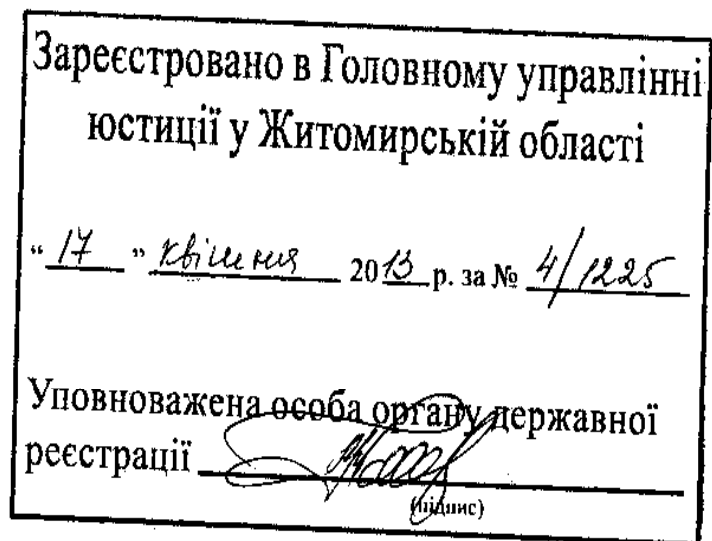 Зареєстровано в Головному управлінні
юстиції у Житомирській області
“ 17 ” квітня 2013 р. за № 4/1225
Уповноважена особа органу державної
реєстрації
(підпис)